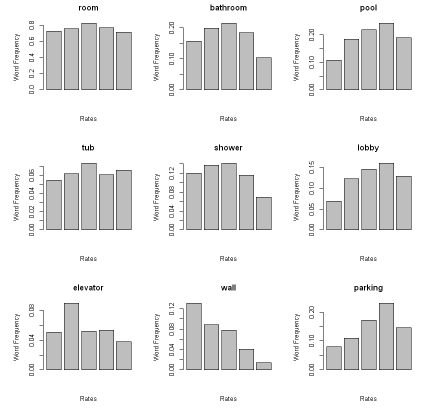 room
bathroom
pool
Word Frequency
0.0 0.2 0.4 0.6 0.8
Rates
Word Frequency
0.00 0.10 0.20
Rates
Word Frequency
0.00 0.10 0.20
Rates
tub
shower
lobby
Word Frequency
0.00 0.02 0.04 0.06
Rates
Word Frequency
0.00 0.04 0.08 0.12
Rates
Word Frequency
0.00 0.05 0.10 0.15
Rates
elevator
wall
parking
Word Frequency
0.00 0.04 0.08
Rates
Word Frequency
0.00 0.04 0.08 0.12
Rates
Word Frequency
0.00 0.10 0.20
Rates